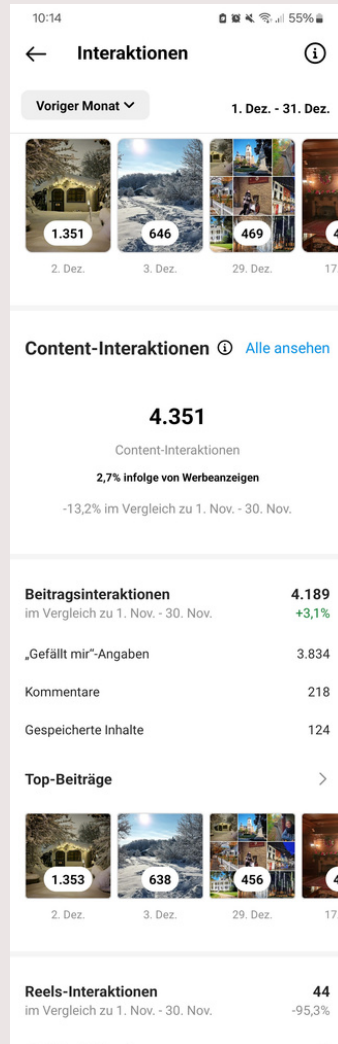 10:14
55%
Interaktionen
Voriger Monat
1. Dez. - 31. Dez.
1.351
646
469
4
2. Dez.
3. Dez.
29. Dez.
17.
Content-Interaktionen
Alle ansehen
4.351
Content-Interaktionen
2,7% infolge von Werbeanzeigen
-13,2% im Vergleich zu 1. Nov. - 30. Nov.
Beitragsinteraktionen 4.189
im Vergleich zu 1. Nov. - 30. Nov. +3,1%
„Gefällt mir“-Angaben 3.834
Kommentare 218
Gespeicherte Inhalte 124
Top-Beiträge
1.353
638
456
4
2. Dez.
3. Dez.
29. Dez.
17.
Reels-Interaktionen 44
im Vergleich zu 1. Nov. - 30. Nov. -95,3%